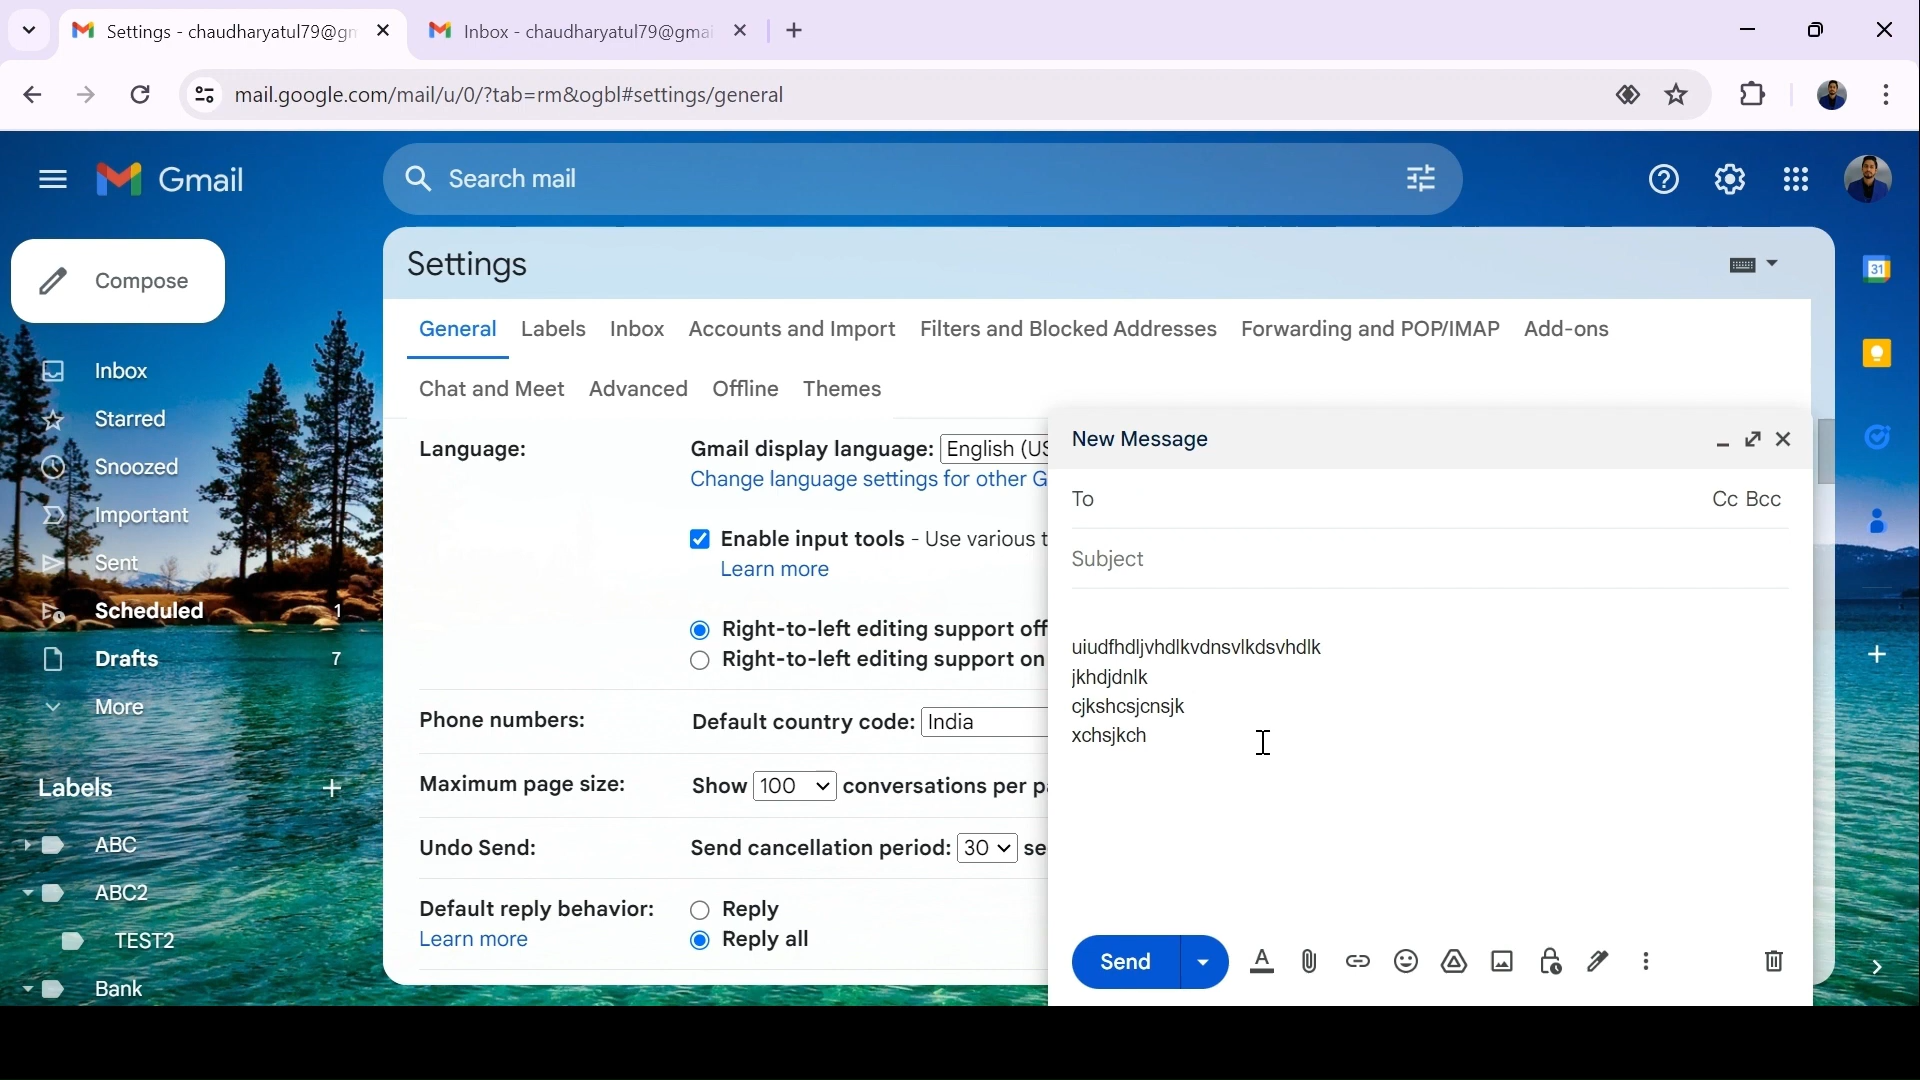 Settings - chaudharyatul79@gm
Inbox - chaudharyatul79@gmai
mail.google.com/mail/u/0/?tab=rm&ogbl#settings/general
Gmail
Search mail
Compose
Settings
31
General Labels Inbox Accounts and Import Filters and Blocked Addresses Forwarding and POP/IMAP Add-ons
Chat and Meet Advanced Offline Themes
Inbox
Starred
Snoozed
Important
Sent
Scheduled 1
Drafts 7
More
Labels
ABC
ABC2
TEST2
Bank
Language:
Gmail display language: English (US
Change language settings for other G
Enable input tools - Use various t
Learn more
Right-to-left editing support off
Right-to-left editing support on
Phone numbers:
Default country code: India
Maximum page size:
Show 100 conversations per pa
Undo Send:
Send cancellation period: 30 se
Default reply behavior:
Learn more
Reply
Reply all
New Message
To
Cc Bcc
Subject
uiudfhdljvhdlkvdnsvlkdsvhdlk
jkhdjdnlk
cjkshcsjcnsjk
xchsjkch
Send